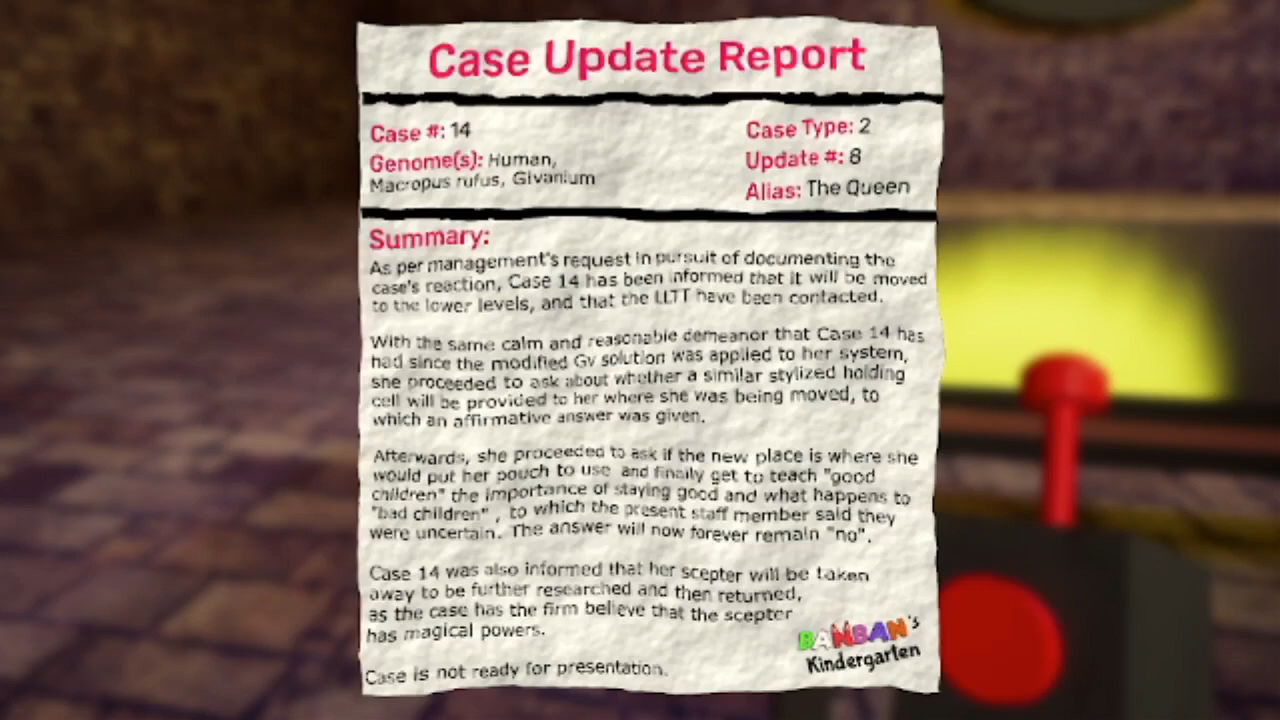 Case Update Report
Case #: 14
Case Type: 2
Genome(s): Human,
Macropus rufus, Givanium
Update #: 8
Alias: The Queen
Summary:
As per management's request in pursuit of documenting the
case's reaction, Case 14 has been informed that it will be moved
to the lower levels, and that the LLTT have been contacted.
With the same calm and reasonable demeanor that Case 14 has
had since the modified Gv solution was applied to her system,
she proceeded to ask about whether a similar stylized holding
cell will be provided to her where she was being moved, to
which an affirmative answer was given.
Afterwards, she proceeded to ask if the new place is where she
would put her pouch to use and finally get to teach "good
children" the importance of staying good and what happens to
"bad children" , to which the present staff member said they
were uncertain. The answer will now forever remain "no".
Case 14 was also informed that her scepter will be taken
away to be further researched and then returned,
as the case has the firm believe that the scepter
has magical powers.
BANBAN's
Kindergarten
Case is not ready for presentation.